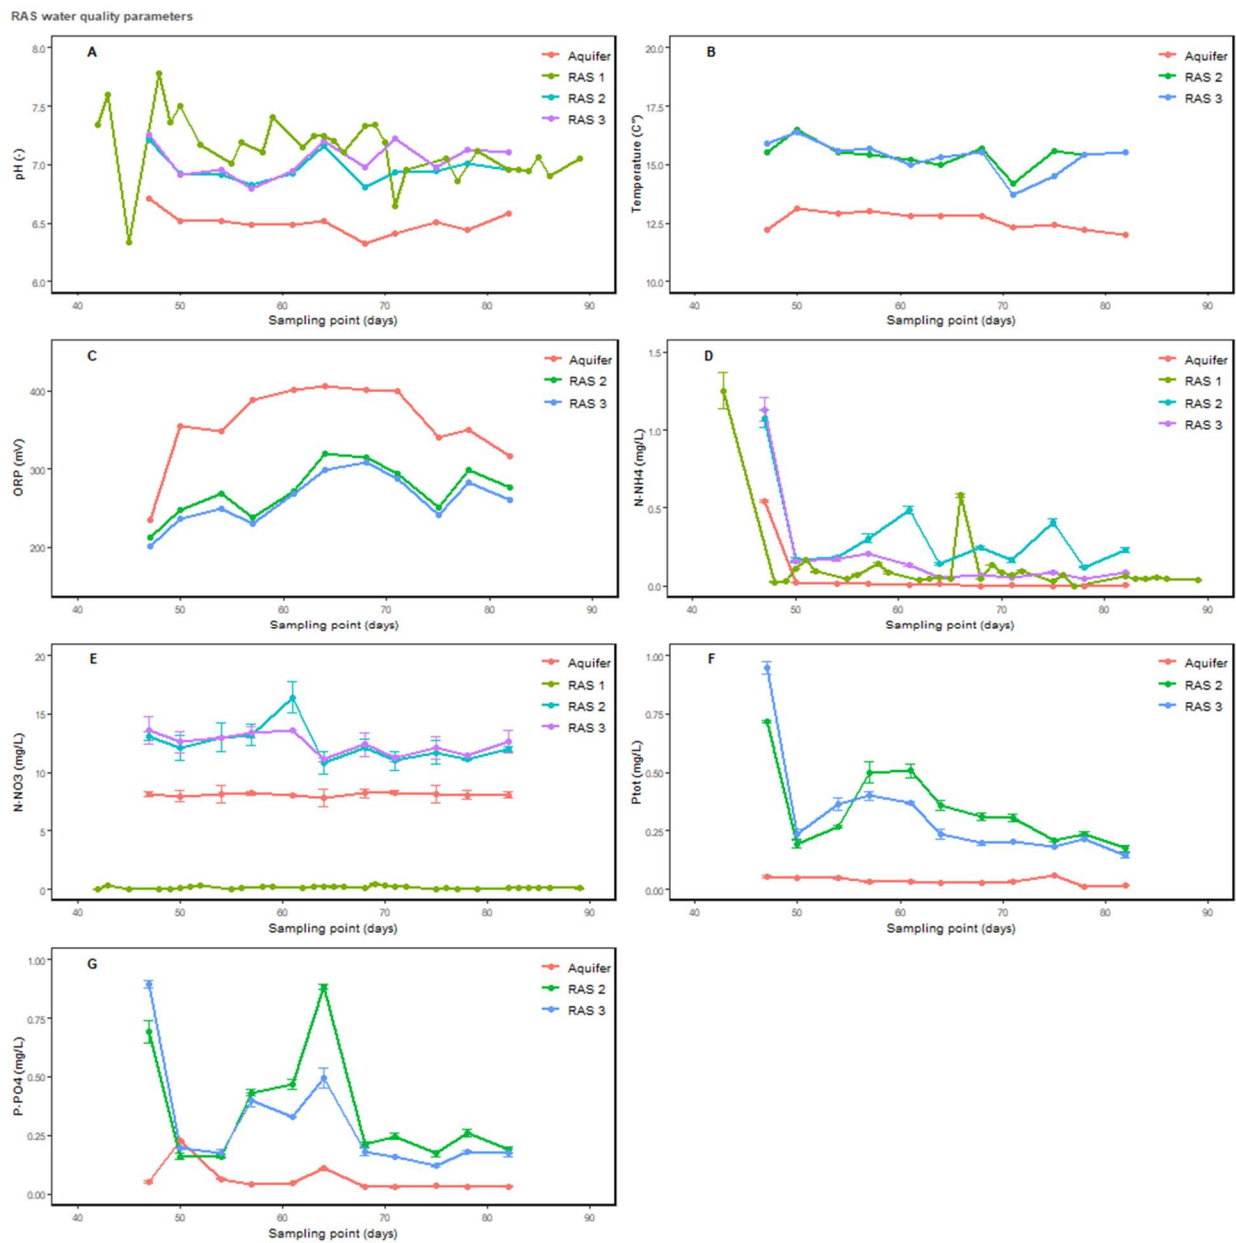 RAS water quality parameters
A
8.0
7.5
7.0
6.5
6.0
pH (-)
40 50 60 70 80 90
Sampling point (days)
Aquifer
RAS 1
RAS 2
RAS 3
B
20.0
17.5
15.0
12.5
10.0
Temperature (C°)
40 50 60 70 80 90
Sampling point (days)
Aquifer
RAS 2
RAS 3
C
400
300
200
ORP (mV)
40 50 60 70 80 90
Sampling point (days)
Aquifer
RAS 2
RAS 3
D
1.5
1.0
0.5
0.0
N-NH4 (mg/L)
40 50 60 70 80 90
Sampling point (days)
Aquifer
RAS 1
RAS 2
RAS 3
E
20
15
10
5
0
N-NO3 (mg/L)
40 50 60 70 80 90
Sampling point (days)
Aquifer
RAS 1
RAS 2
RAS 3
F
1.00
0.75
0.50
0.25
0.00
Ptot (mg/L)
40 50 60 70 80 90
Sampling point (days)
Aquifer
RAS 2
RAS 3
G
1.00
0.75
0.50
0.25
0.00
P-PO4 (mg/L)
40 50 60 70 80 90
Sampling point (days)
Aquifer
RAS 2
RAS 3